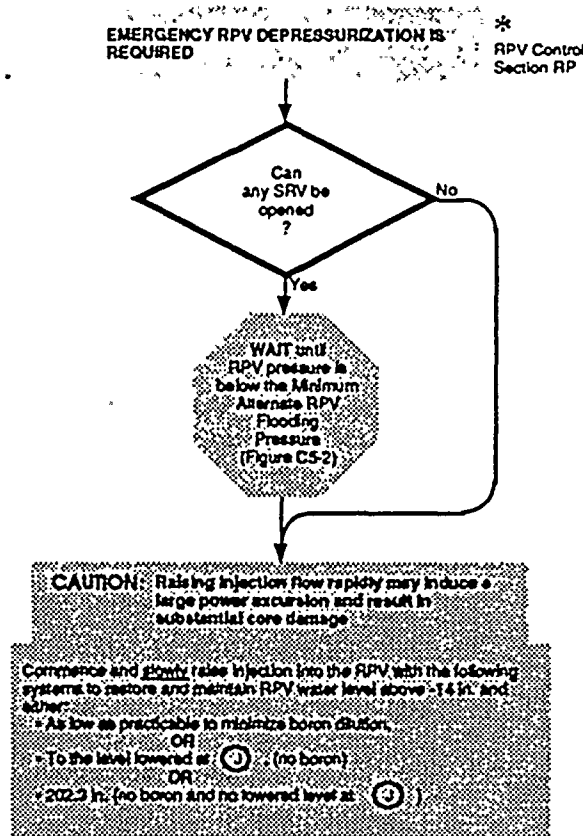 EMERGENCY RPV DEPRESSURIZATION IS
REQUIRED
*
RPV Control
Section RP
Can
any SRV be
opened
?
No
Yes
WAIT until
RPV pressure is
below the Minimum
Alternate RPV
Flooding
Pressure
(Figure C5-2)
CAUTION: Raising injection flow rapidly may induce a
large power excursion and result in
substantial core damage
Commence and slowly raise injection into the RPV with the following
systems to restore and maintain RPV water level above -14 in. and
either:
• As low as practicable to minimize boron dilution,
OR
• To the level lowered at J (no boron)
OR
• 202.3 in. (no boron and no lowered level at J )